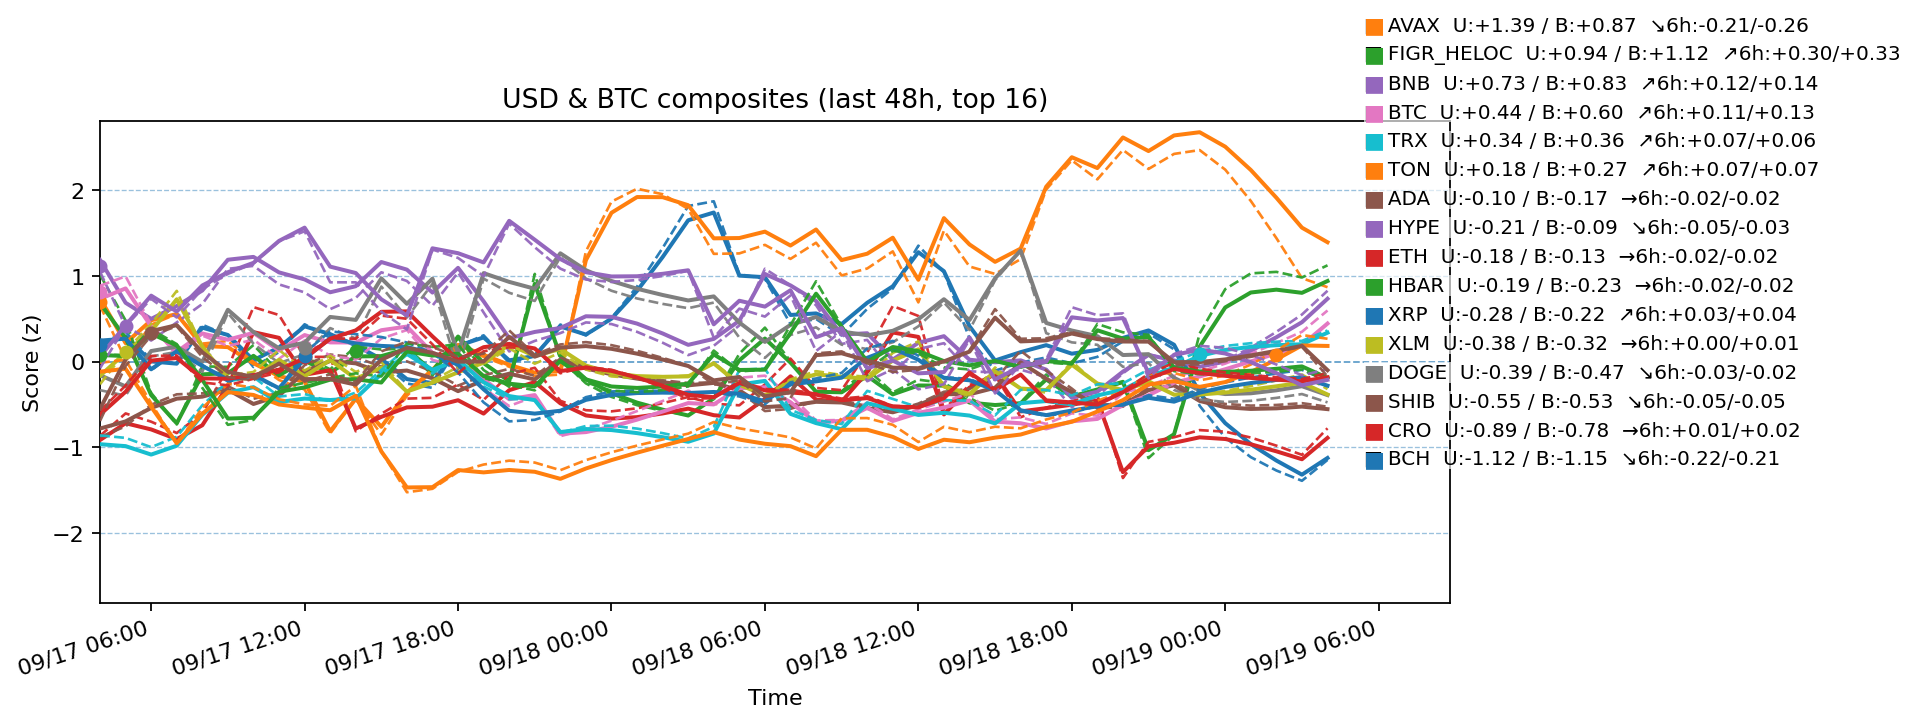 AVAX  U:+1.39 / B:+0.87  ↘6h:-0.21/-0.26
FIGR_HELOC  U:+0.94 / B:+1.12  ↗6h:+0.30/+0.33
BNB  U:+0.73 / B:+0.83  ↗6h:+0.12/+0.14
BTC  U:+0.44 / B:+0.60  ↗6h:+0.11/+0.13
TRX  U:+0.34 / B:+0.36  ↗6h:+0.07/+0.06
TON  U:+0.18 / B:+0.27  ↗6h:+0.07/+0.07
ADA  U:-0.10 / B:-0.17  →6h:-0.02/-0.02
HYPE  U:-0.21 / B:-0.09  ↘6h:-0.05/-0.03
ETH  U:-0.18 / B:-0.13  →6h:-0.02/-0.02
HBAR  U:-0.19 / B:-0.23  →6h:-0.02/-0.02
XRP  U:-0.28 / B:-0.22  ↗6h:+0.03/+0.04
XLM  U:-0.38 / B:-0.32  →6h:+0.00/+0.01
DOGE  U:-0.39 / B:-0.47  ↘6h:-0.03/-0.02
SHIB  U:-0.55 / B:-0.53  ↘6h:-0.05/-0.05
CRO  U:-0.89 / B:-0.78  →6h:+0.01/+0.02
BCH  U:-1.12 / B:-1.15  ↘6h:-0.22/-0.21
USD & BTC composites (last 48h, top 16)
Score (z)
2
1
0
−1
−2
09/17 06:00
09/17 12:00
09/17 18:00
09/18 00:00
09/18 06:00
09/18 12:00
09/18 18:00
09/19 00:00
09/19 06:00
Time